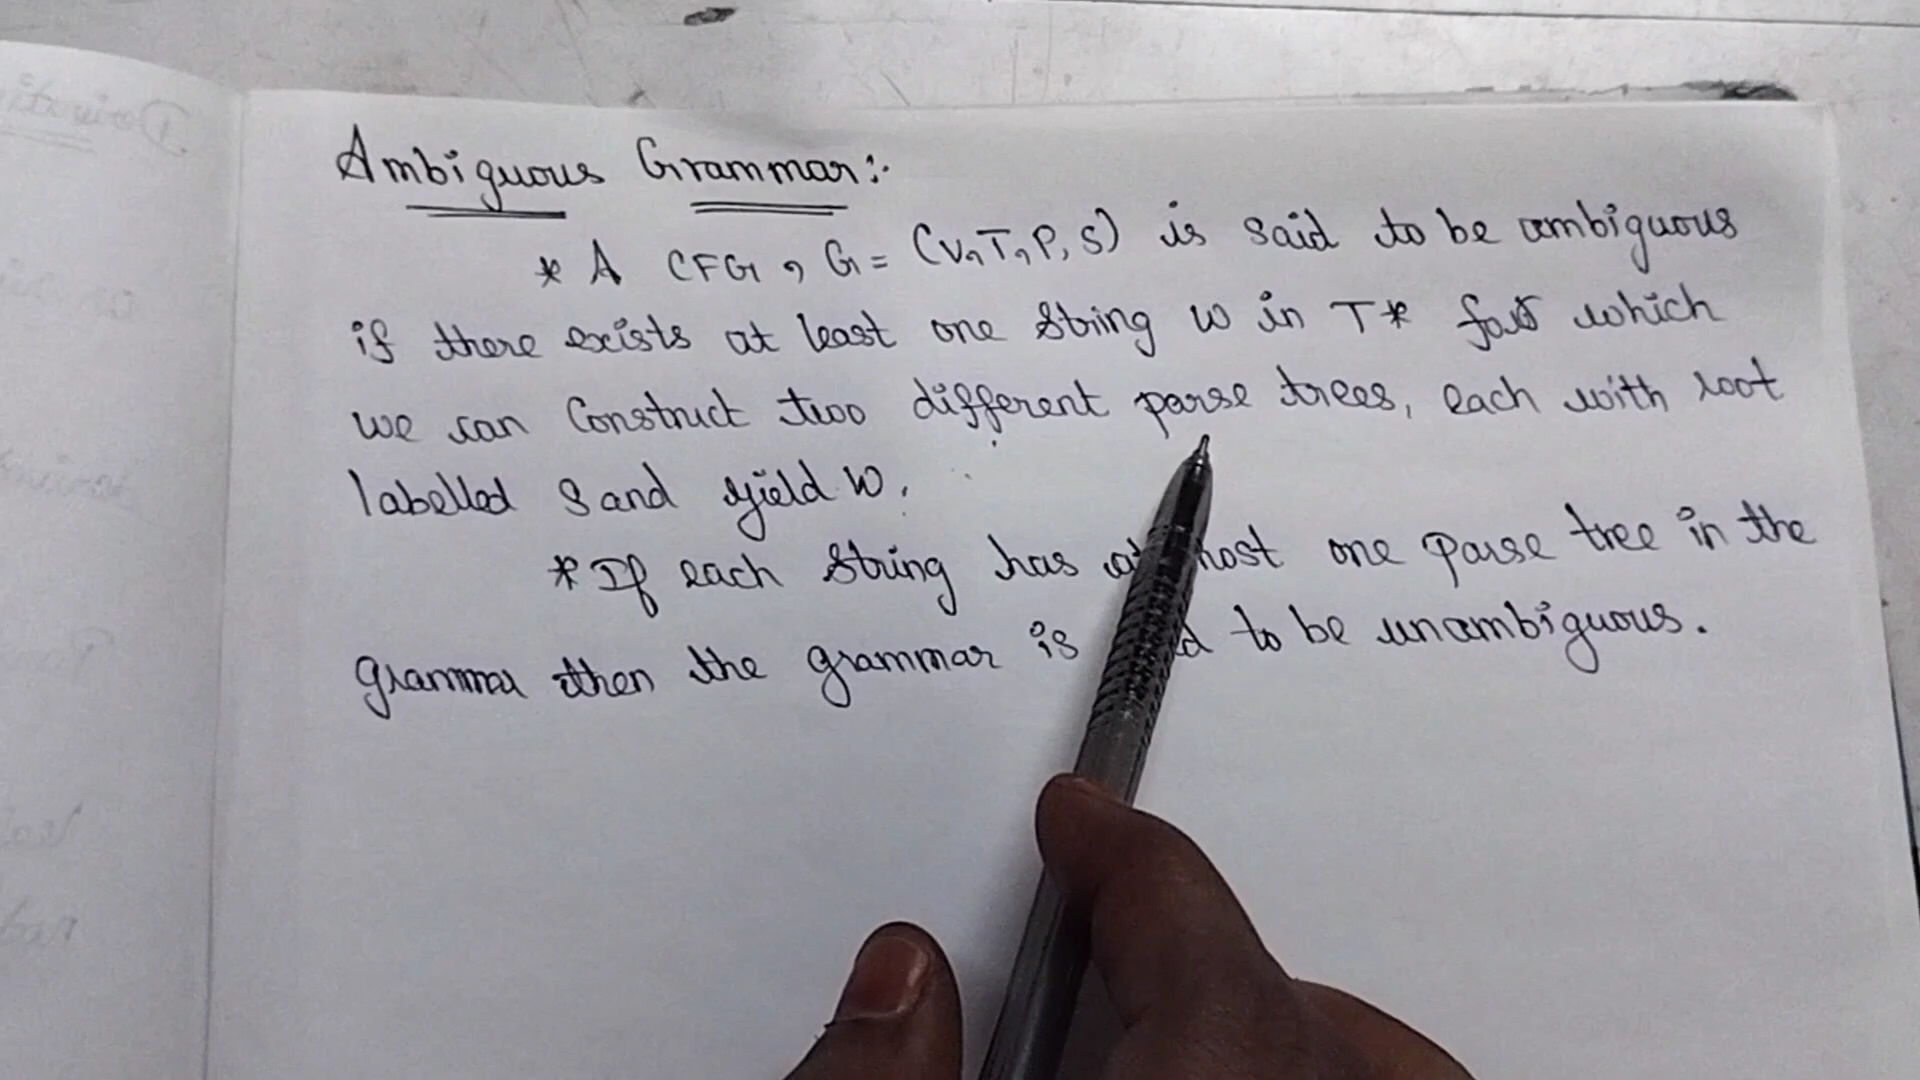 Ambiguous Grammar:-
* A CFG, G = (V, T, P, S) is said to be ambiguous
if there exists at least one string w in T* for which
we can construct two different parse trees, each with root
labelled S and yield w.
* If each string has at most one parse tree in the
gramma then the grammar is to be unambiguous.